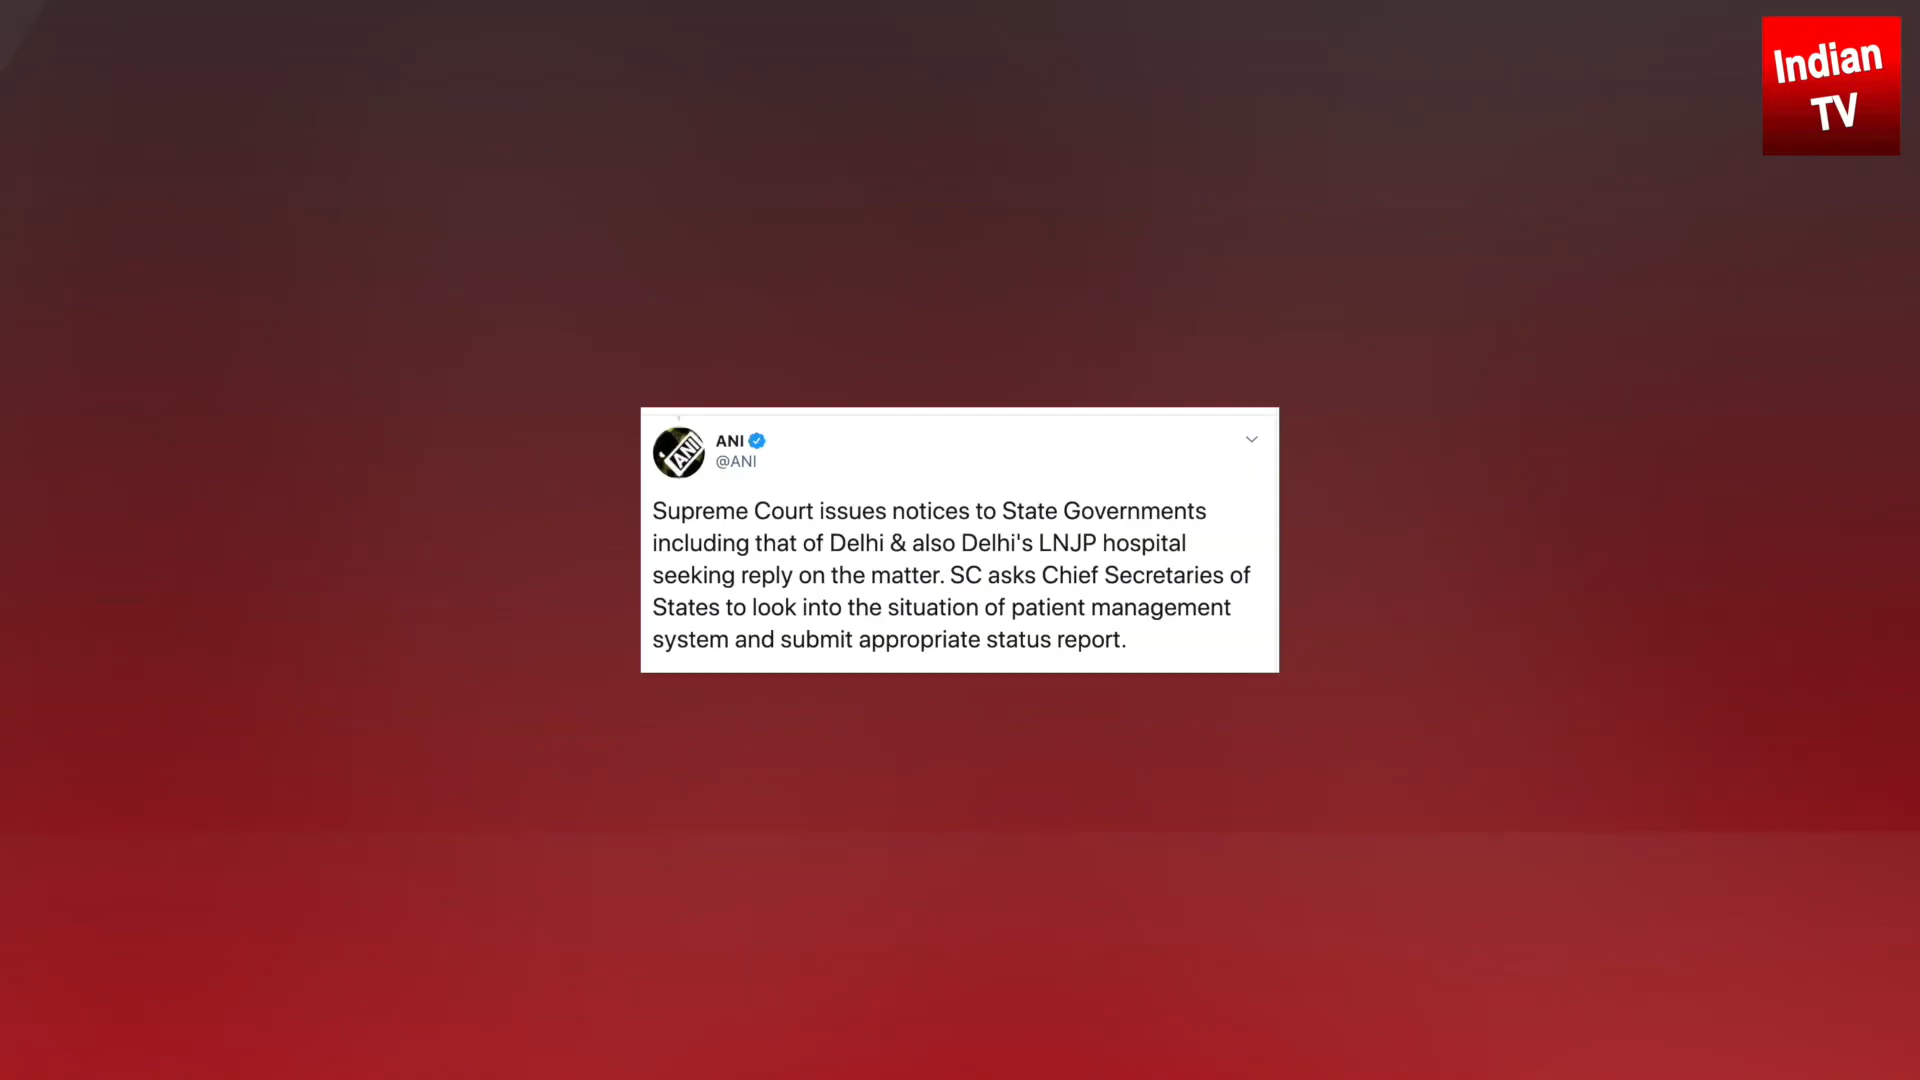 Indian
TV
ANI
@ANI
Supreme Court issues notices to State Governments
including that of Delhi & also Delhi's LNJP hospital
seeking reply on the matter. SC asks Chief Secretaries of
States to look into the situation of patient management
system and submit appropriate status report.
ANI